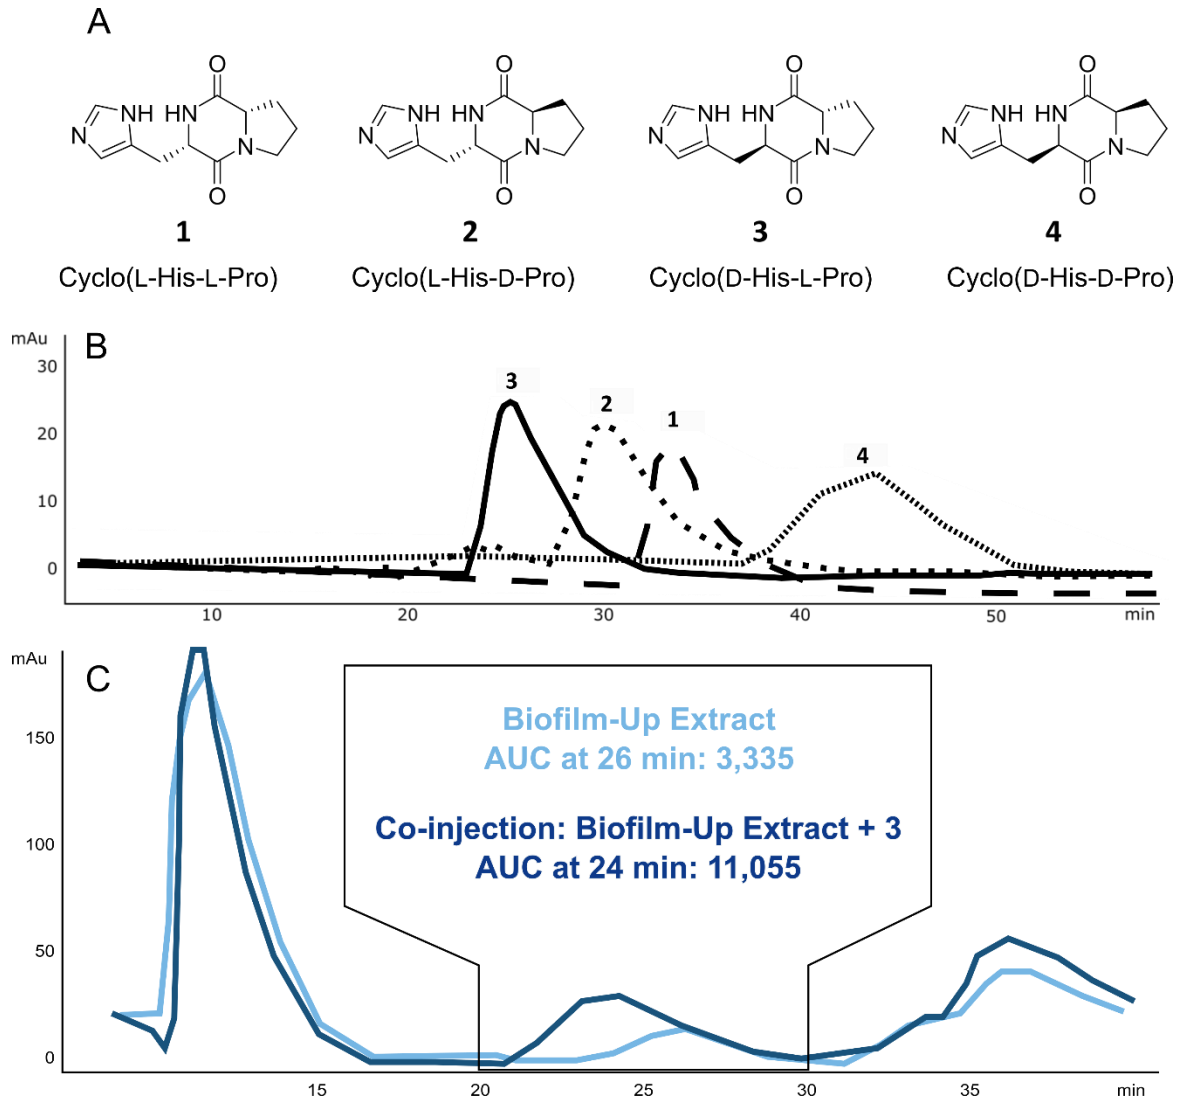 A
O O O O
NH HN NH HN NH HN NH HN
N N N N N N N N
O O O O
1 2 3 4
Cyclo(L-His-L-Pro) Cyclo(L-His-D-Pro) Cyclo(D-His-L-Pro) Cyclo(D-His-D-Pro)
mAu B
30
20
10
0
3 2 1 4
10 20 30 40 50 min
mAu C
150
100
50
0
Biofilm-Up Extract
AUC at 26 min: 3,335
Co-injection: Biofilm-Up Extract + 3
AUC at 24 min: 11,055
15 20 25 30 35 min